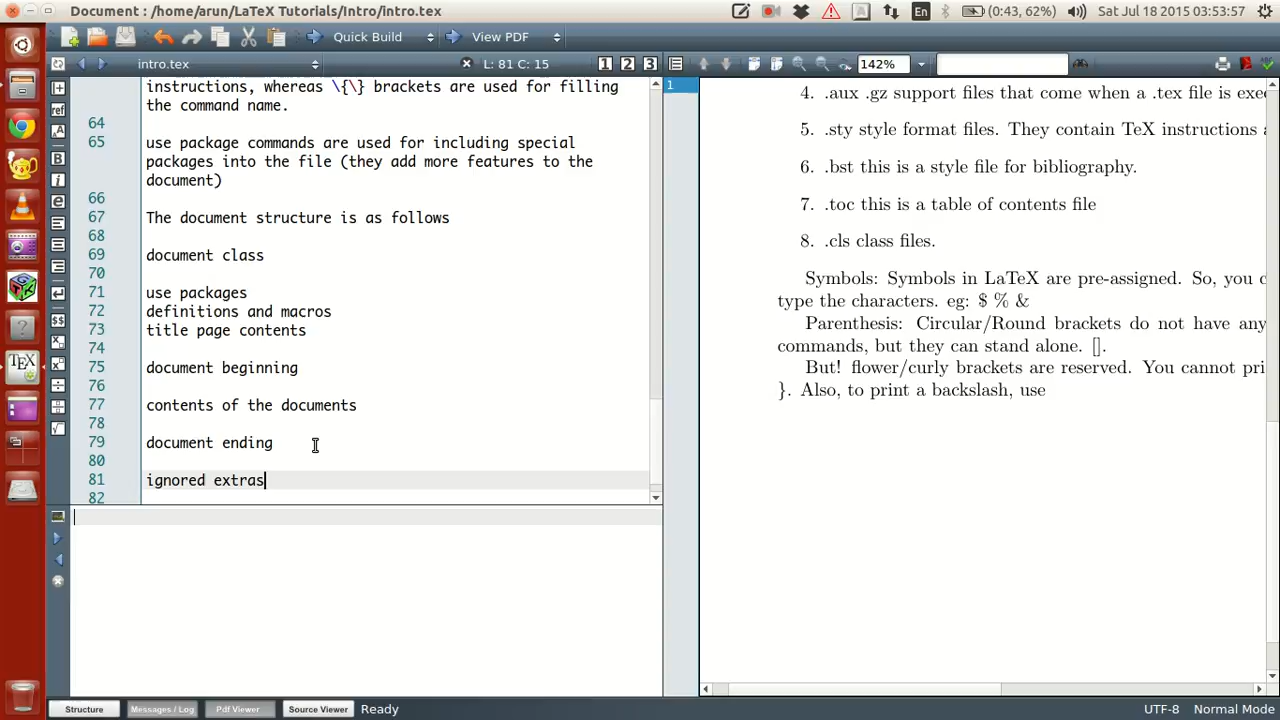 Document : /home/arun/LaTeX Tutorials/Intro/intro.tex
En
(0:43, 62%)
Sat Jul 18 2015 03:53:57
Quick Build
View PDF
intro.tex
L: 81 C: 15
1
2
3
142%
instructions, whereas \{\} brackets are used for filling
the command name.
64
65 use package commands are used for including special
packages into the file (they add more features to the
document)
66
67 The document structure is as follows
68
69 document class
70
71 use packages
72 definitions and macros
73 title page contents
74
75 document beginning
76
77 contents of the documents
78
79 document ending
80
81 ignored extras
82
1
4. .aux .gz support files that come when a .tex file is exec
5. .sty style format files. They contain TeX instructions a
6. .bst this is a style file for bibliography.
7. .toc this is a table of contents file
8. .cls class files.
Symbols: Symbols in LaTeX are pre-assigned. So, you c
type the characters. eg: $ % &
Parenthesis: Circular/Round brackets do not have any
commands, but they can stand alone. [].
But! flower/curly brackets are reserved. You cannot pri
}. Also, to print a backslash, use
ref
B
i
e
$$
TEX
Structure
Messages / Log
Pdf Viewer
Source Viewer
Ready
UTF-8
Normal Mode